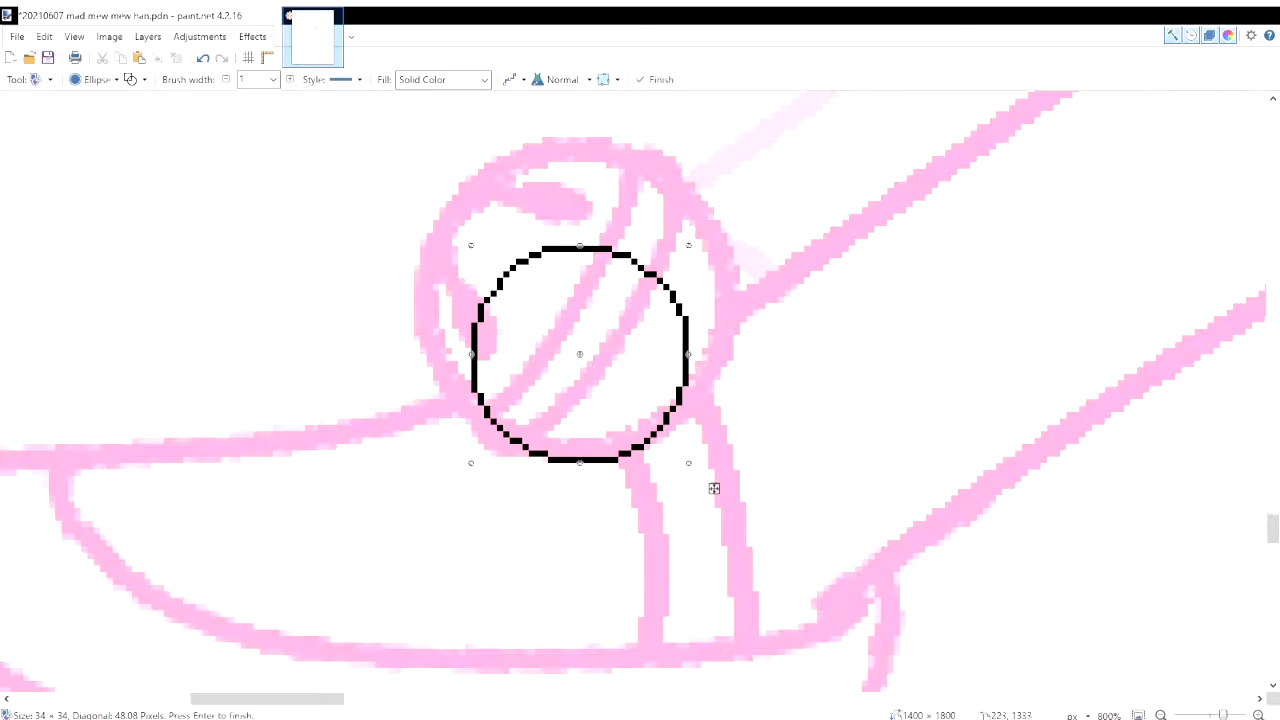 *20210607 mad mew mew han.pdn - paint.net 4.2.16
File Edit View Image Layers Adjustments Effects
Tool: Ellipse Brush width: 1 Style: Fill: Solid Color Normal Finish
Size: 34 × 34, Diagonal: 48.08 Pixels. Press Enter to finish. 1400 × 1800 px 800%